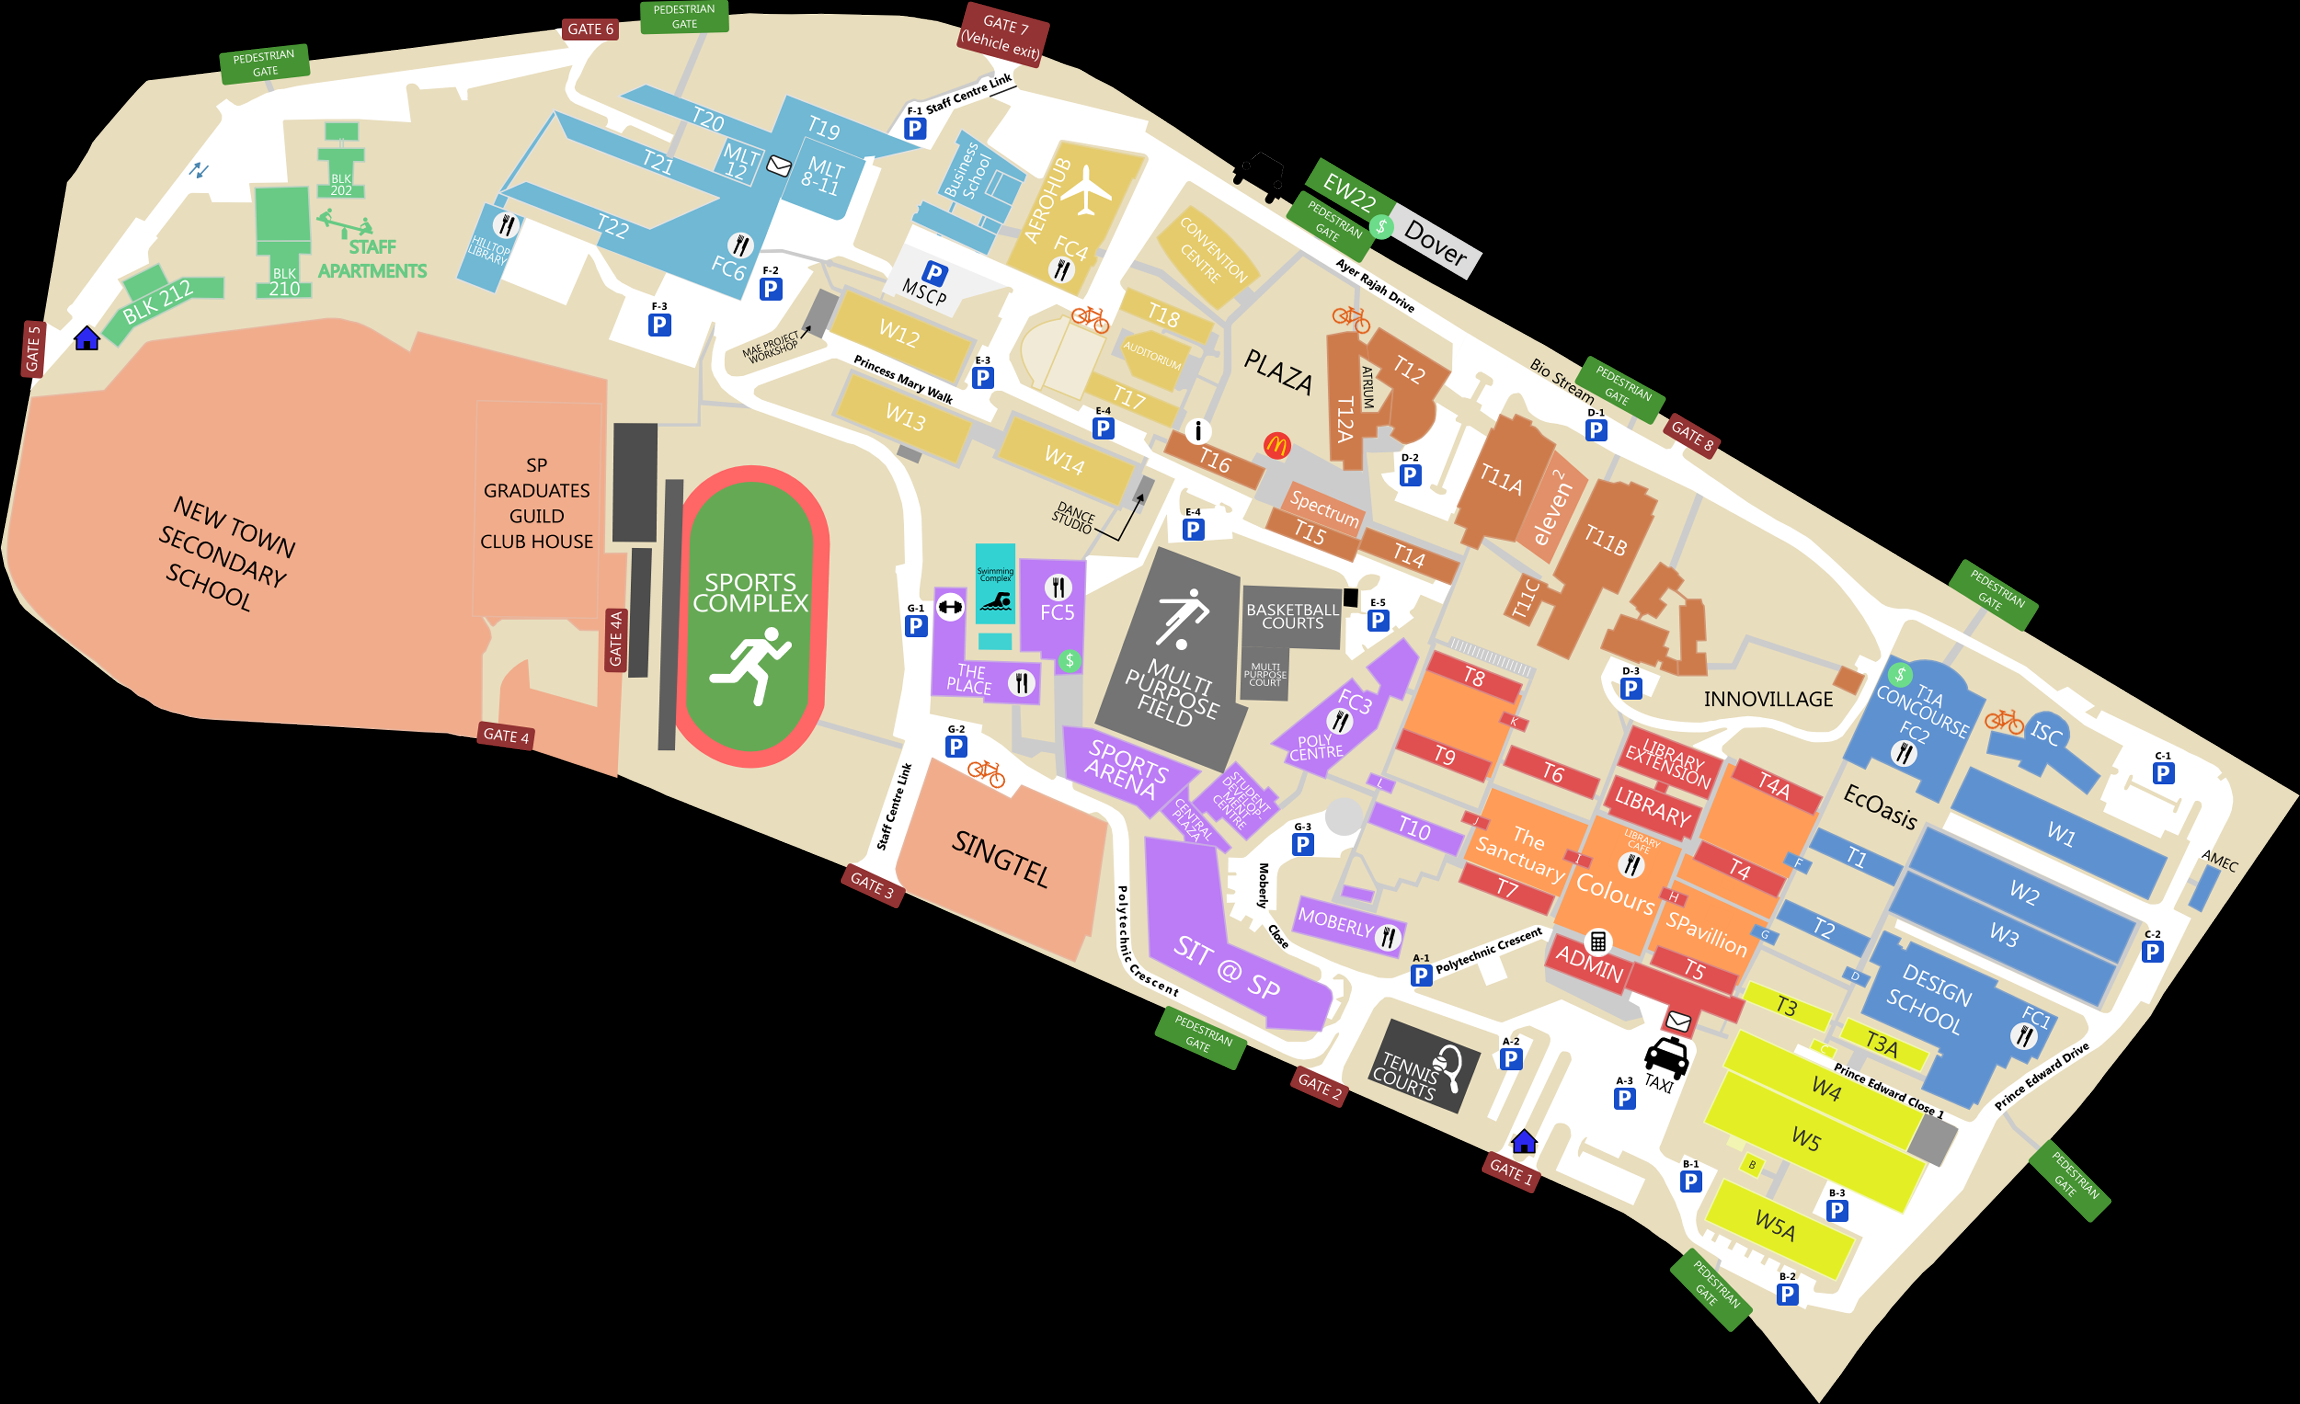 PEDESTRIAN
GATE
GATE 6
PEDESTRIAN
GATE
GATE 7
(Vehicle exit)
Staff Centre Link
F-1
P
T20
T19
T21
MLT
12
MLT
8-11
T22
HILLTOP
LIBRARY
FC6
Business
School
AEROHUB
FC4
P
MSCP
F-2
P
F-3
P
BLK
202
STAFF
APARTMENTS
BLK
210
BLK 212
GATE 5
CONVENTION
CENTRE
EW22
Dover
PEDESTRIAN
GATE
$
Ayer Rajah Drive
T18
AUDITORIUM
T17
MAE PROJECT
WORKSHOP
W12
Princess Mary Walk
E-3
P
W13
W14
E-4
P
DANCE
STUDIO
PLAZA
T12A
ATRIUM
T12
Bio Stream
PEDESTRIAN
GATE
D-1
P
GATE 8
D-2
P
i
T16
Spectrum
T15
T14
E-4
P
T11A
eleven²
T11B
T11C
NEW TOWN
SECONDARY
SCHOOL
SP
GRADUATES
GUILD
CLUB HOUSE
GATE 4A
GATE 4
SPORTS
COMPLEX
G-1
P
Swimming
Complex
FC5
THE
PLACE
$
G-2
P
MULTI
PURPOSE
FIELD
BASKETBALL
COURTS
MULTI
PURPOSE
COURT
E-5
P
FC3
POLY
CENTRE
SPORTS
ARENA
CENTRAL
PLAZA
STUDENT
DEVELOP-
MENT
CENTRE
Staff Centre Link
GATE 3
SINGTEL
Polytechnic Crescent
SIT @ SP
G-3
P
Moberly
Close
MOBERLY
L
T10
T8
K
T9
T6
J
The
Sanctuary
T7
I
D-3
P
INNOVILLAGE
LIBRARY
EXTENSION
LIBRARY
LIBRARY
CAFE
Colours
T4A
T4
H
SPavillion
T5
ADMIN
A-1
P
Polytechnic Crescent
PEDESTRIAN
GATE
$
T1A
CONCOURSE
FC2
ISC
EcOasis
C-1
P
W1
AMEC
T1
F
W2
W3
T2
G
C-2
P
D
DESIGN
SCHOOL
FC1
T3
T3A
C
Prince Edward Close 1
Prince Edward Drive
W4
W5
B
W5A
B-1
P
B-3
P
B-2
P
PEDESTRIAN
GATE
PEDESTRIAN
GATE
TAXI
A-3
P
A-2
P
TENNIS
COURTS
GATE 1
GATE 2
PEDESTRIAN
GATE